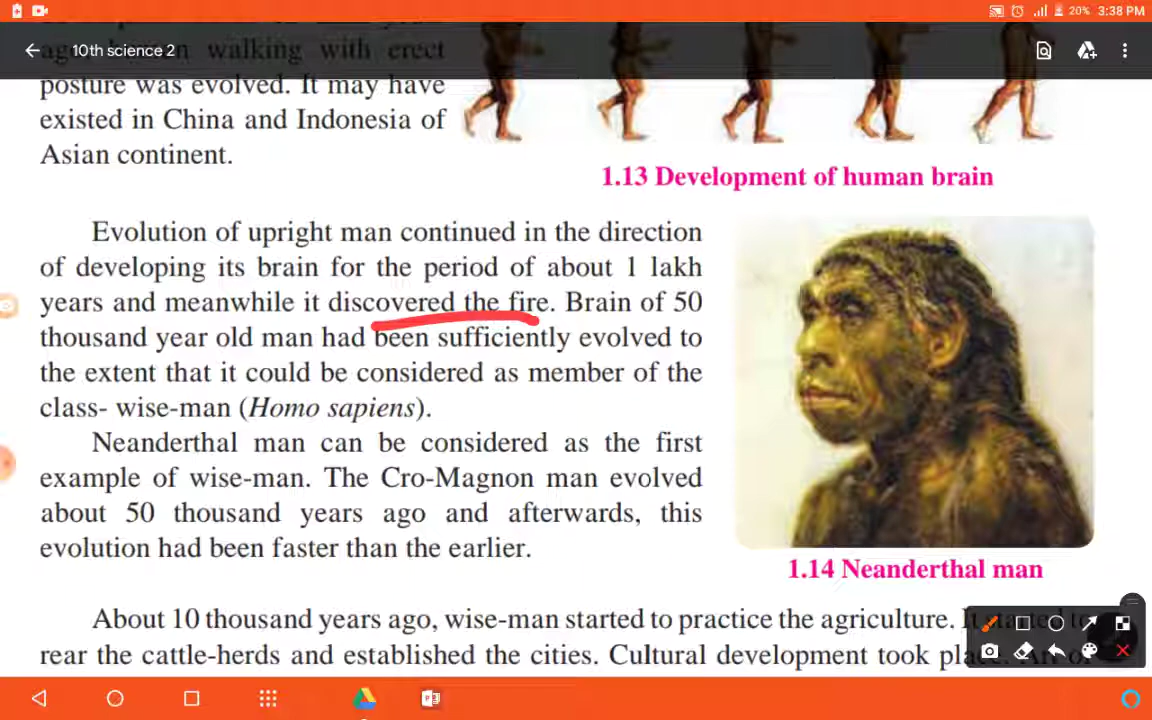 20% 3:38 PM
10th science 2
walking with erect
posture was evolved. It may have
existed in China and Indonesia of
Asian continent.
1.13 Development of human brain
Evolution of upright man continued in the direction
of developing its brain for the period of about 1 lakh
years and meanwhile it discovered the fire. Brain of 50
thousand year old man had been sufficiently evolved to
the extent that it could be considered as member of the
class- wise-man (Homo sapiens).
Neanderthal man can be considered as the first
example of wise-man. The Cro-Magnon man evolved
about 50 thousand years ago and afterwards, this
evolution had been faster than the earlier.
1.14 Neanderthal man
About 10 thousand years ago, wise-man started to practice the agriculture.
rear the cattle-herds and established the cities. Cultural development took